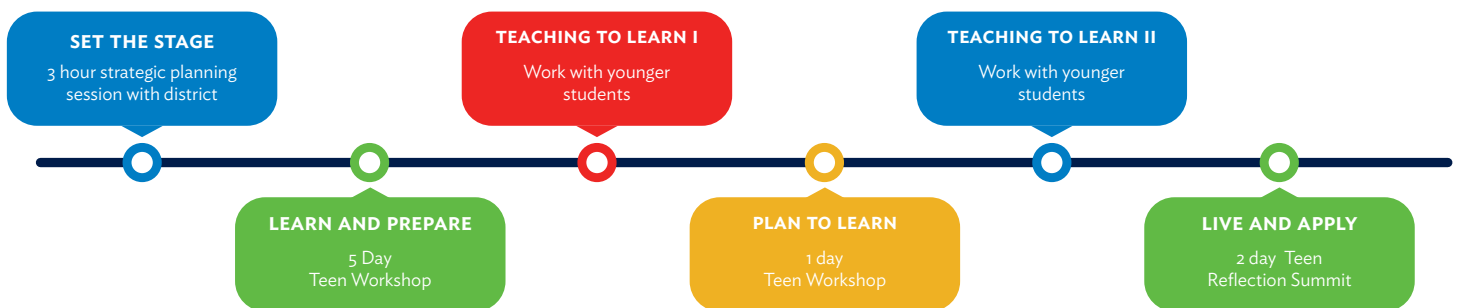 SET THE STAGE
3 hour strategic planning
session with district
LEARN AND PREPARE
5 Day
Teen Workshop
TEACHING TO LEARN I
Work with younger
students
PLAN TO LEARN
1 day
Teen Workshop
TEACHING TO LEARN II
Work with younger
students
LIVE AND APPLY
2 day Teen
Reflection Summit